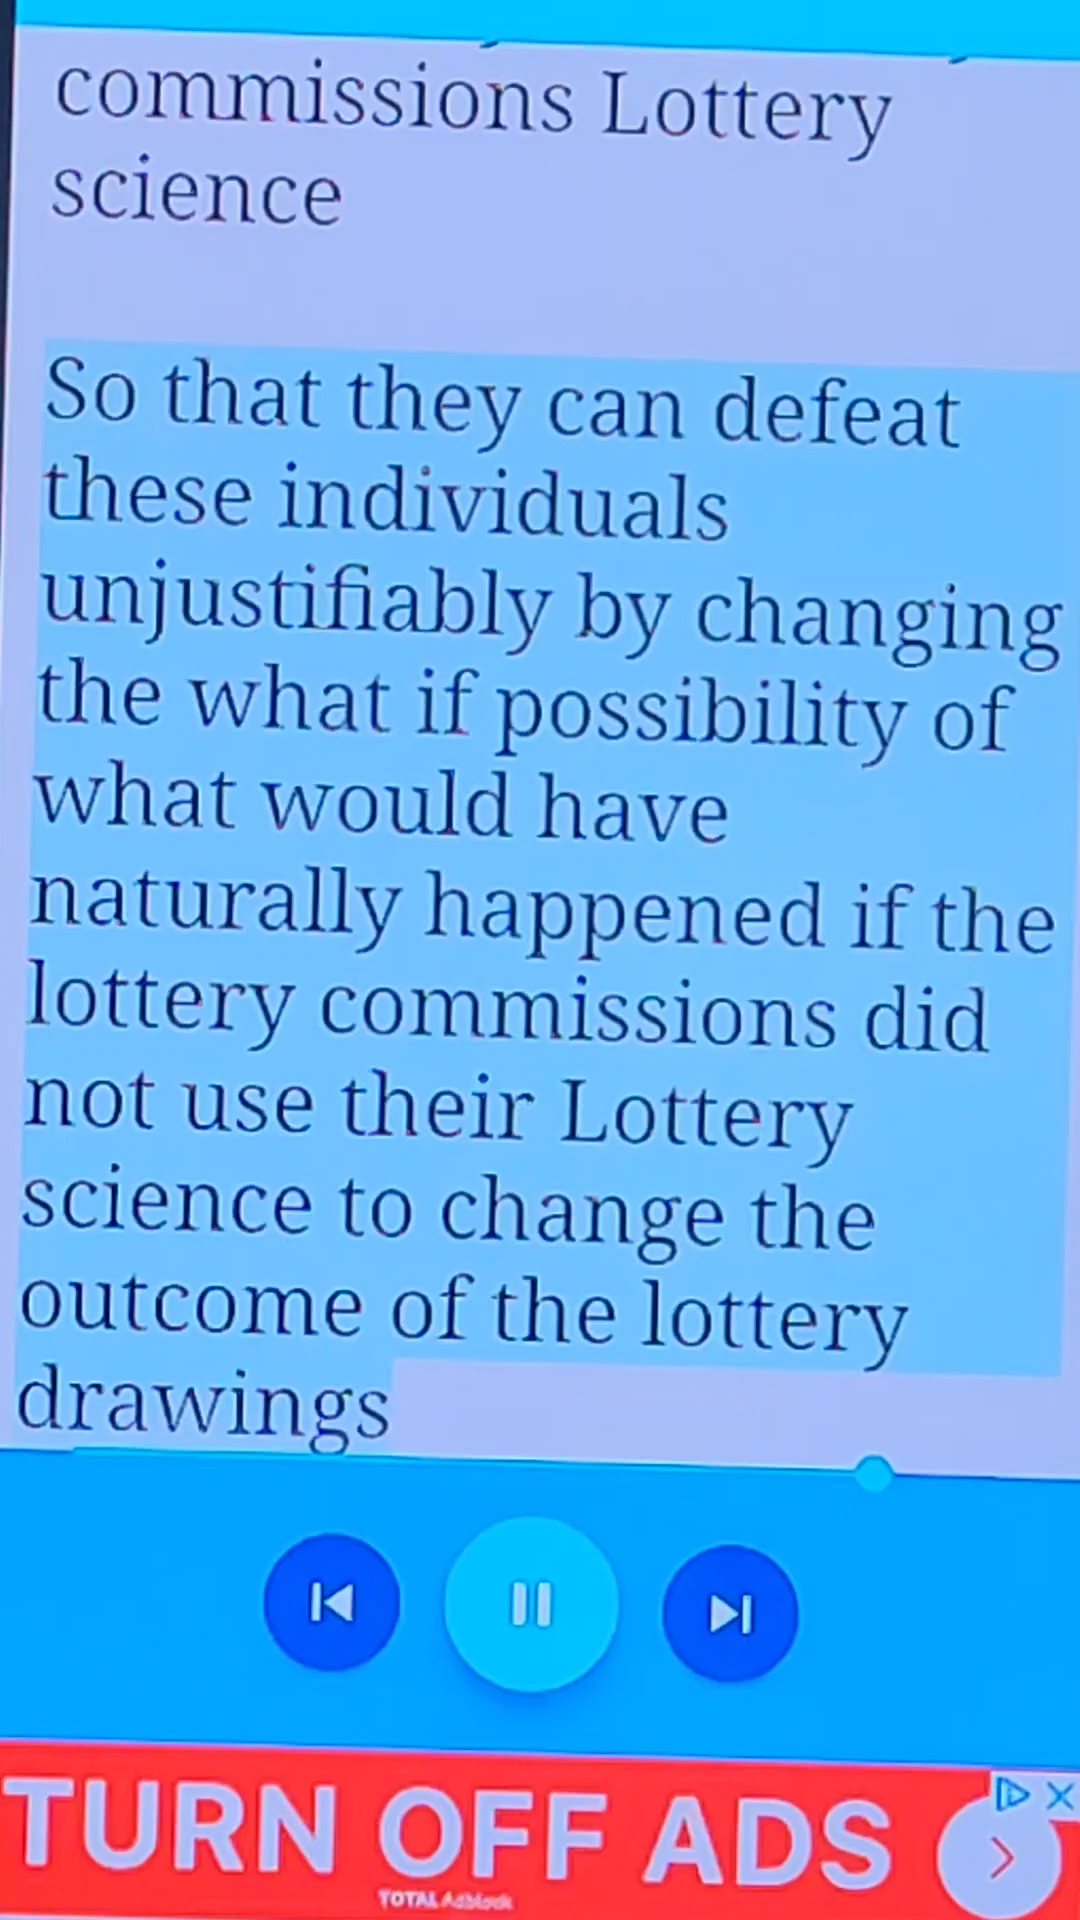 commissions Lottery
science
So that they can defeat
these individuals
unjustifiably by changing
the what if possibility of
what would have
naturally happened if the
lottery commissions did
not use their Lottery
science to change the
outcome of the lottery
drawings
TURN OFF ADS
TOTAL Adblock